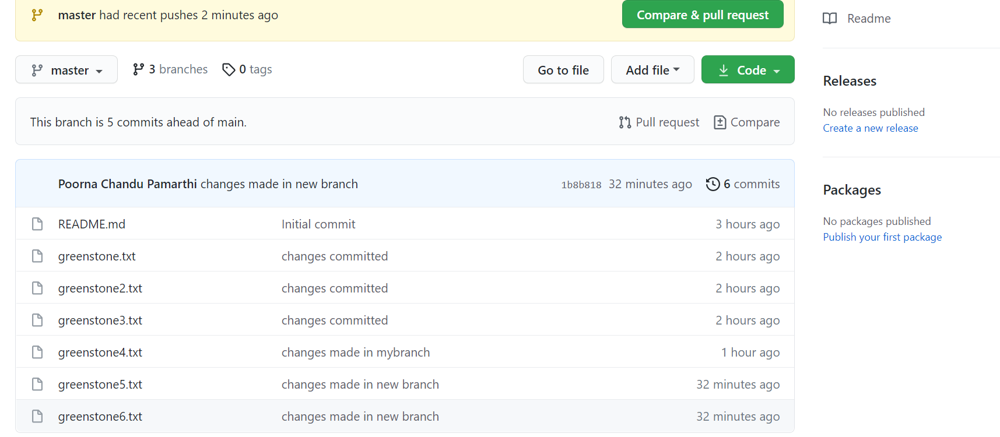 master had recent pushes 2 minutes ago
Compare & pull request
master
3 branches
0 tags
Go to file
Add file
Code
This branch is 5 commits ahead of main.
Pull request
Compare
Poorna Chandu Pamarthi changes made in new branch
1b8b818 32 minutes ago
6 commits
README.md Initial commit 3 hours ago
greenstone.txt changes committed 2 hours ago
greenstone2.txt changes committed 2 hours ago
greenstone3.txt changes committed 2 hours ago
greenstone4.txt changes made in mybranch 1 hour ago
greenstone5.txt changes made in new branch 32 minutes ago
greenstone6.txt changes made in new branch 32 minutes ago
Readme
Releases
No releases published
Create a new release
Packages
No packages published
Publish your first package